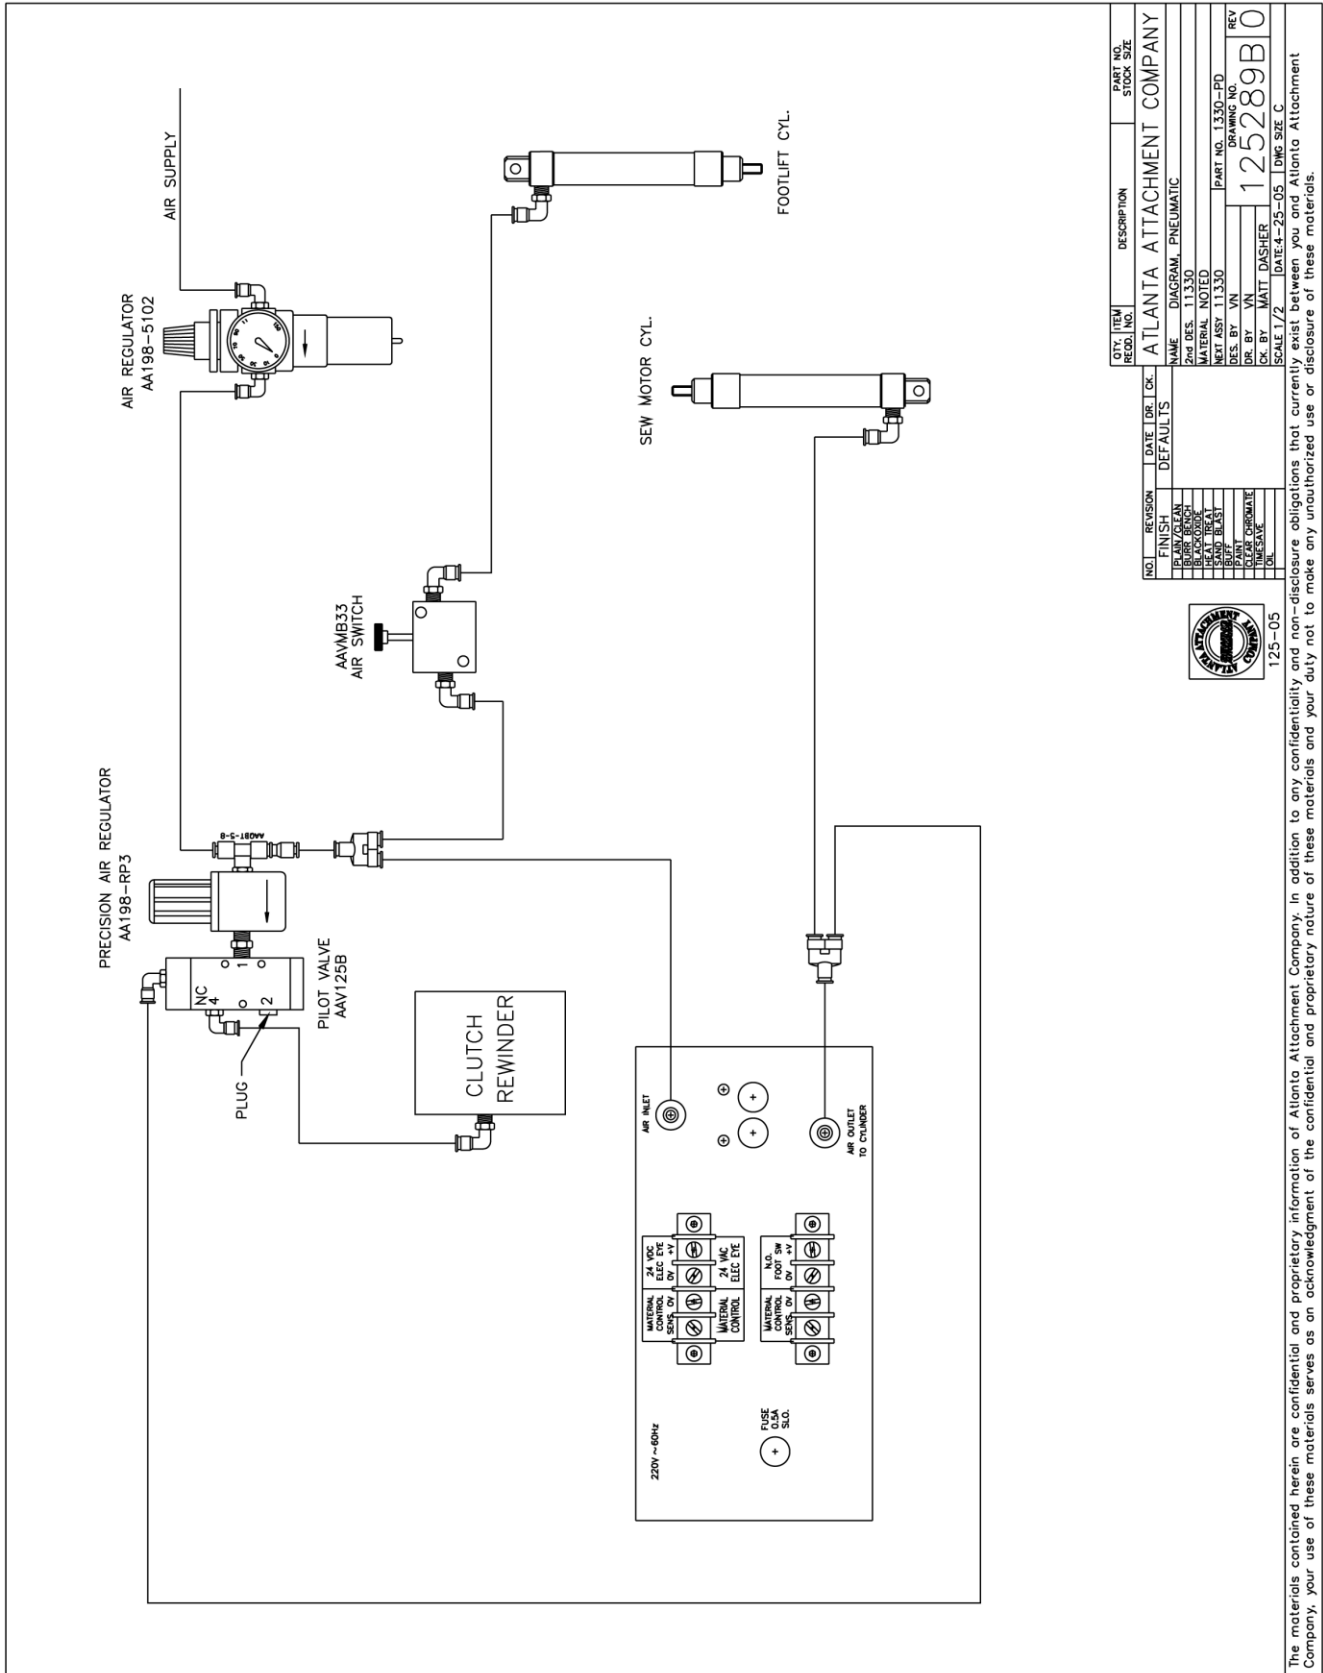 AIR SUPPLY
AIR REGULATOR
AA198-5102
FOOTLIFT CYL.
SEW MOTOR CYL.
AAVMB33
AIR SWITCH
PRECISION AIR REGULATOR
AA198-RP3
AAQBT-5-8
PILOT VALVE
AAV125B
NC
4
1
2
PLUG
CLUTCH
REWINDER
AIR INLET
AIR OUTLET
TO CYLINDER
24 VDC
ELEC EYE
0V +V
MATERIAL
CONTROL
SENS 0V
24 VAC
ELEC EYE
MATERIAL
CONTROL
N.O.
FOOT SW
0V +V
MATERIAL
CONTROL
SENS 0V
220V ~ 60Hz
FUSE
0.5A
SLO.
QTY. REQD.
ITEM NO.
DESCRIPTION
PART NO.
STOCK SIZE
ATLANTA ATTACHMENT COMPANY
NAME DIAGRAM, PNEUMATIC
2nd DES. 11330
MATERIAL NOTED
NEXT ASSY 11330
PART NO. 1330-PD
DES. BY VN
DR. BY VN
CK. BY MATT DASHER
DRAWING NO.
125289B
REV
0
SCALE 1/2 DATE:4-25-05 DWG SIZE C
NO. REVISION DATE DR. CK.
FINISH DEFAULTS
PLAIN/CLEAN
BURR BENCH
BLACKOXIDE
HEAT TREAT
SAND BLAST
BUFF
PAINT
CLEAR CHROMATE
TIMESAVE
OIL
ATLANTA ATTACHMENT COMPANY
125-05
The materials contained herein are confidential and proprietary information of Atlanta Attachment Company. In addition to any confidentiality and non-disclosure obligations that currently exist between you and Atlanta Attachment
Company, your use of these materials serves as an acknowledgment of the confidential and proprietary nature of these materials and your duty not to make any unauthorized use or disclosure of these materials.